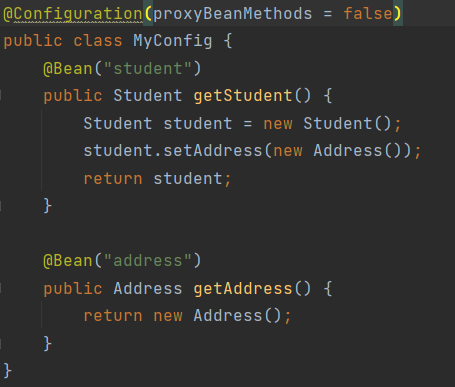 @Configuration(proxyBeanMethods = false)
public class MyConfig {
    @Bean("student")
    public Student getStudent() {
        Student student = new Student();
        student.setAddress(new Address());
        return student;
    }

    @Bean("address")
    public Address getAddress() {
        return new Address();
    }
}